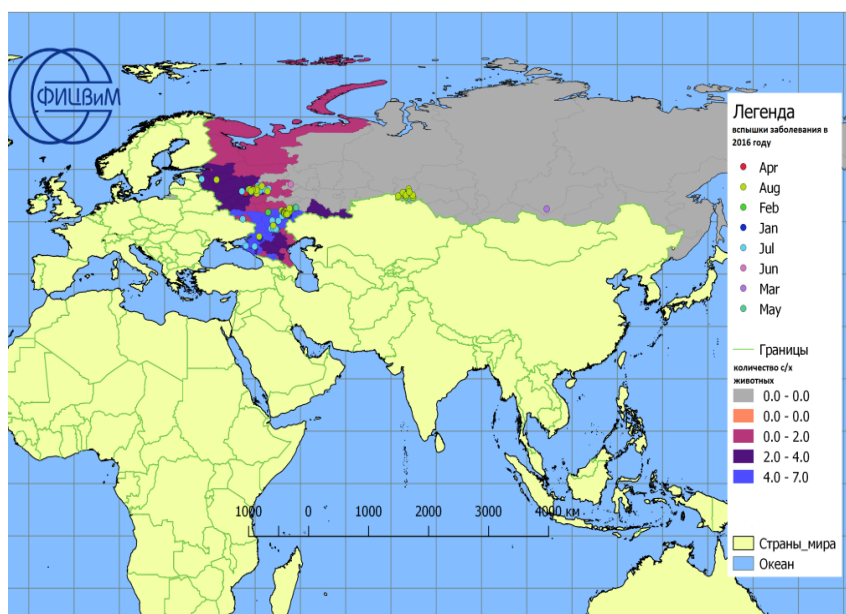 ФИЦВиМ
Легенда
вспышки заболевания в
2016 году
Apr
Aug
Feb
Jan
Jul
Jun
Mar
May
Границы
количество с/х
животных
0.0 - 0.0
0.0 - 0.0
0.0 - 2.0
2.0 - 4.0
4.0 - 7.0
1000 0 1000 2000 3000 4000 км
Страны_мира
Океан